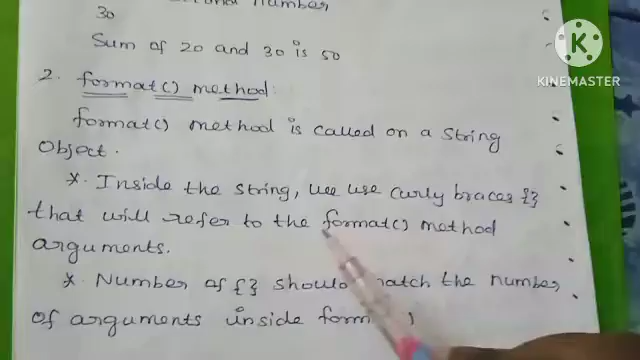 number
30
Sum of 20 and 30 is 50
2. format() method:
format() method is called on a string
Object.
*. Inside the string, we use curly braces {}
that will refer to the format() method
arguments.
*. Number of {} should match the number
of arguments inside form )
KINEMASTER